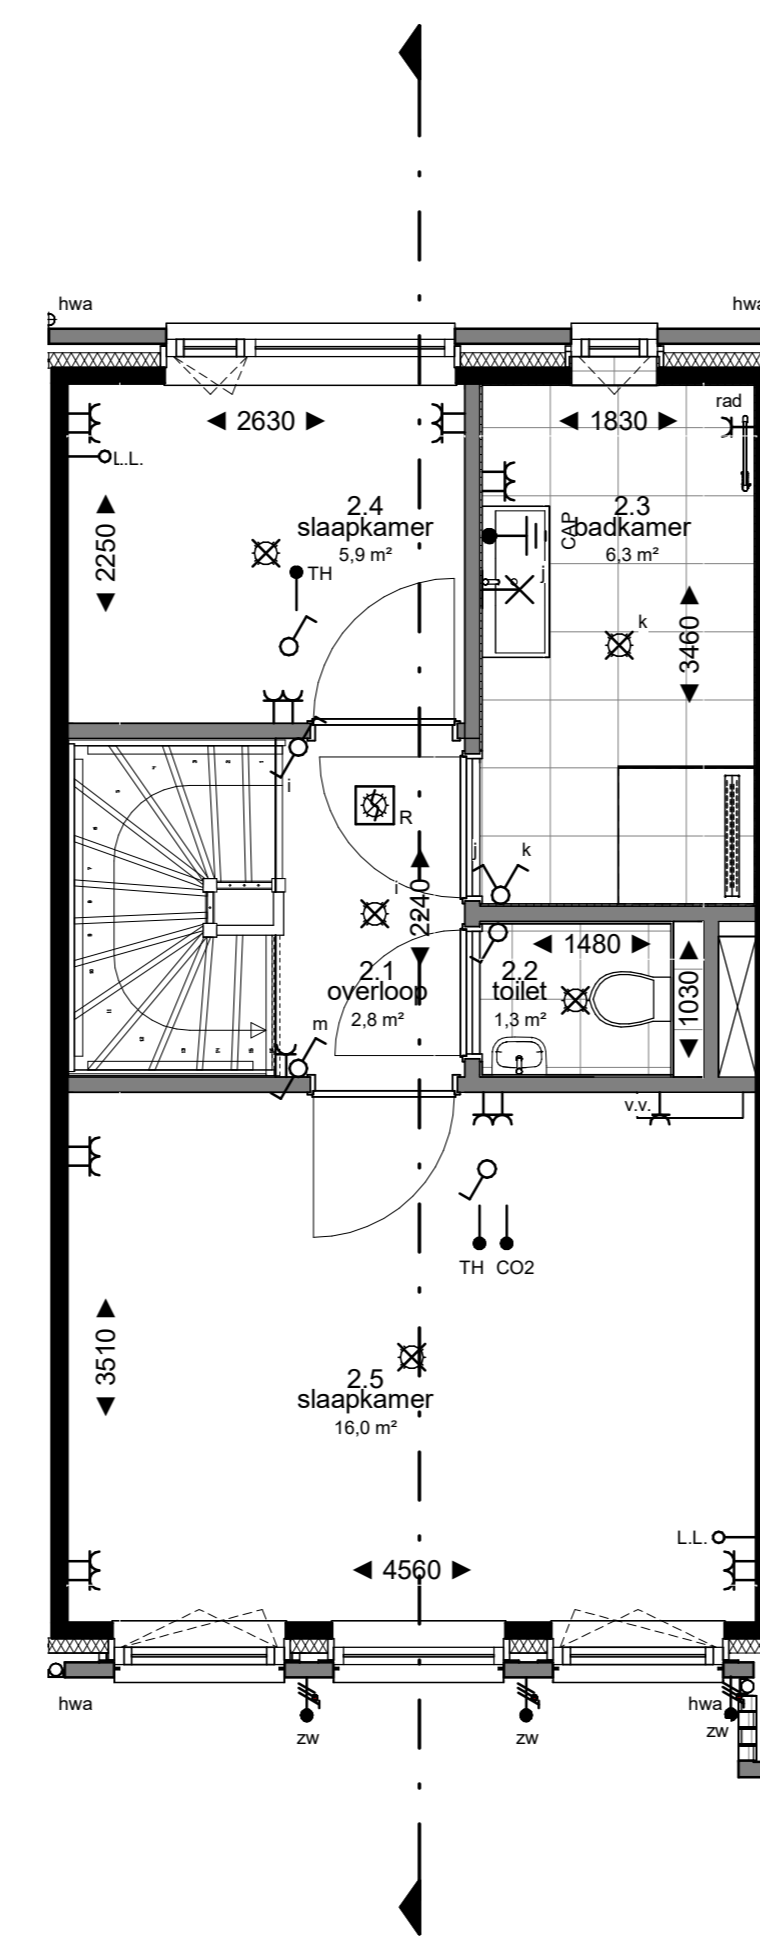 hwa
hwa
2630
1830
rad
L.L.
2.4
slaapkamer
5,9 m²
2.3
badkamer
6,3 m²
CAP
2250
TH
j
k
3460
i
R
j
k
i
2240
1480
2.1
overloop
2,8 m²
2.2
toilet
1,3 m²
1030
m
v.v.
TH
CO2
3510
2.5
slaapkamer
16,0 m²
L.L.
4560
hwa
hwa
zw
zw
zw